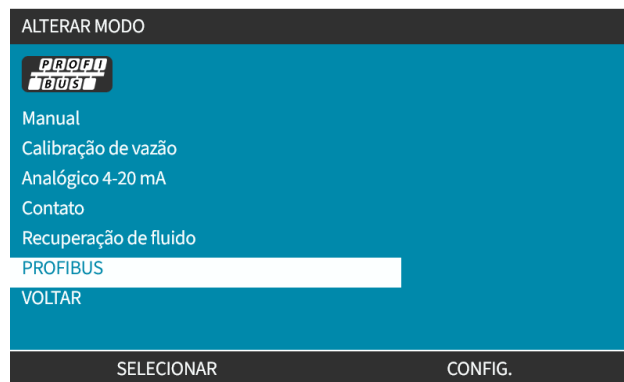 ALTERAR MODO
PROFI
BUS
Manual
Calibração de vazão
Analógico 4-20 mA
Contato
Recuperação de fluido
PROFIBUS
VOLTAR
SELECIONAR CONFIG.